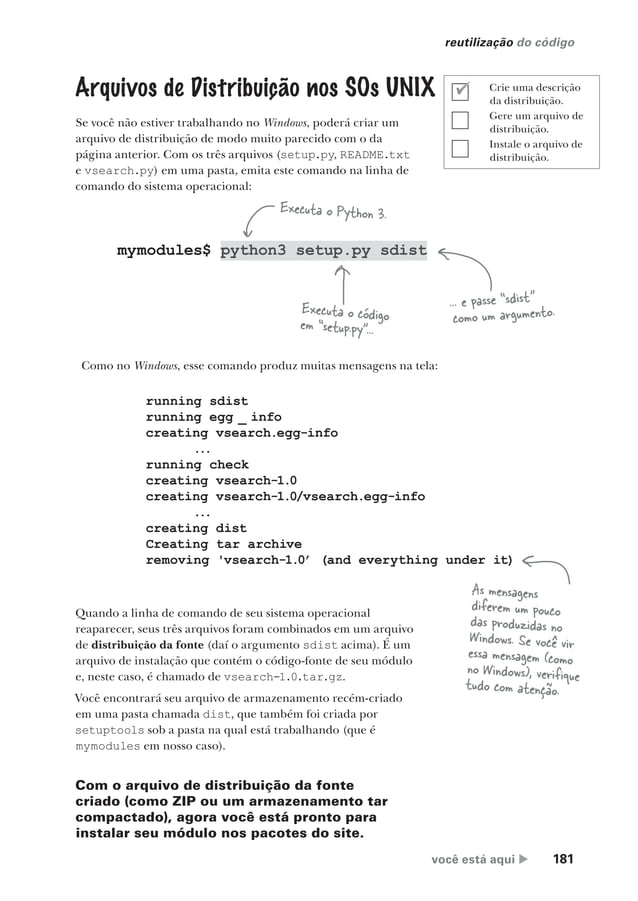 reutilização do código
Arquivos de Distribuição nos SOs UNIX
Crie uma descrição
da distribuição.
Gere um arquivo de
distribuição.
Instale o arquivo de
distribuição.
Se você não estiver trabalhando no Windows, poderá criar um
arquivo de distribuição de modo muito parecido com o da
página anterior. Com os três arquivos (setup.py, README.txt
e vsearch.py) em uma pasta, emita este comando na linha de
comando do sistema operacional:
Executa o Python 3.
mymodules$ python3 setup.py sdist
Executa o código
em "setup.py"...
... e passe "sdist"
como um argumento.
Como no Windows, esse comando produz muitas mensagens na tela:
running sdist
running egg _ info
creating vsearch.egg-info
...
running check
creating vsearch-1.0
creating vsearch-1.0/vsearch.egg-info
...
creating dist
Creating tar archive
removing 'vsearch-1.0’ (and everything under it)
As mensagens
diferem um pouco
das produzidas no
Windows. Se você vir
essa mensagem (como
no Windows), verifique
tudo com atenção.
Quando a linha de comando de seu sistema operacional
reaparecer, seus três arquivos foram combinados em um arquivo
de distribuição da fonte (daí o argumento sdist acima). É um
arquivo de instalação que contém o código-fonte de seu módulo
e, neste caso, é chamado de vsearch-1.0.tar.gz.
Você encontrará seu arquivo de armazenamento recém-criado
em uma pasta chamada dist, que também foi criada por
setuptools sob a pasta na qual está trabalhando (que é
mymodules em nosso caso).
Com o arquivo de distribuição da fonte
criado (como ZIP ou um armazenamento tar
compactado), agora você está pronto para
instalar seu módulo nos pacotes do site.
você está aqui ▶ 181